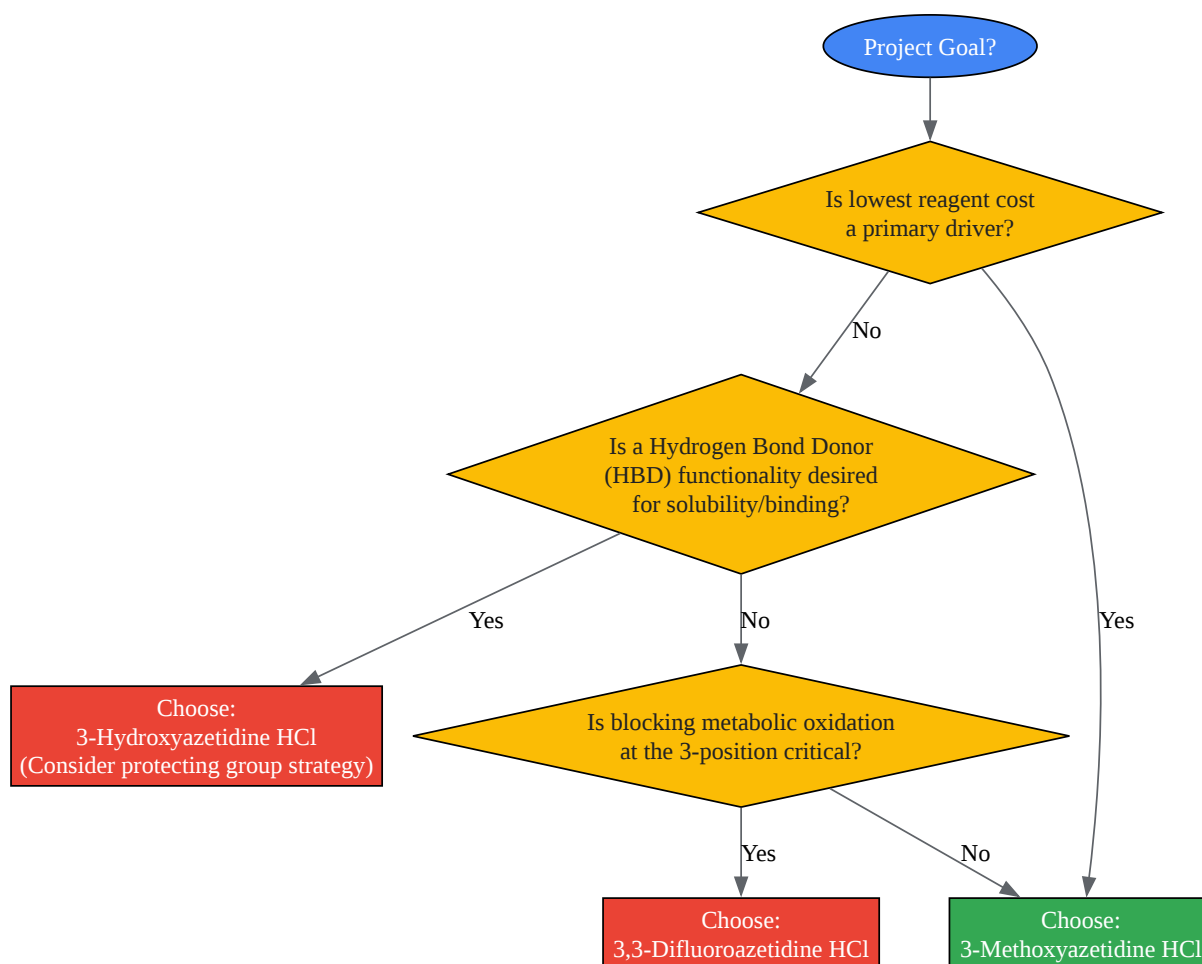 Project Goal?
Is lowest reagent cost
a primary driver?
No
Is a Hydrogen Bond Donor
(HBD) functionality desired
for solubility/binding?
Yes
No
Yes
Choose:
3-Hydroxyazetidine HCl
(Consider protecting group strategy)
Is blocking metabolic oxidation
at the 3-position critical?
Yes
No
Choose:
3,3-Difluoroazetidine HCl
Choose:
3-Methoxyazetidine HCl